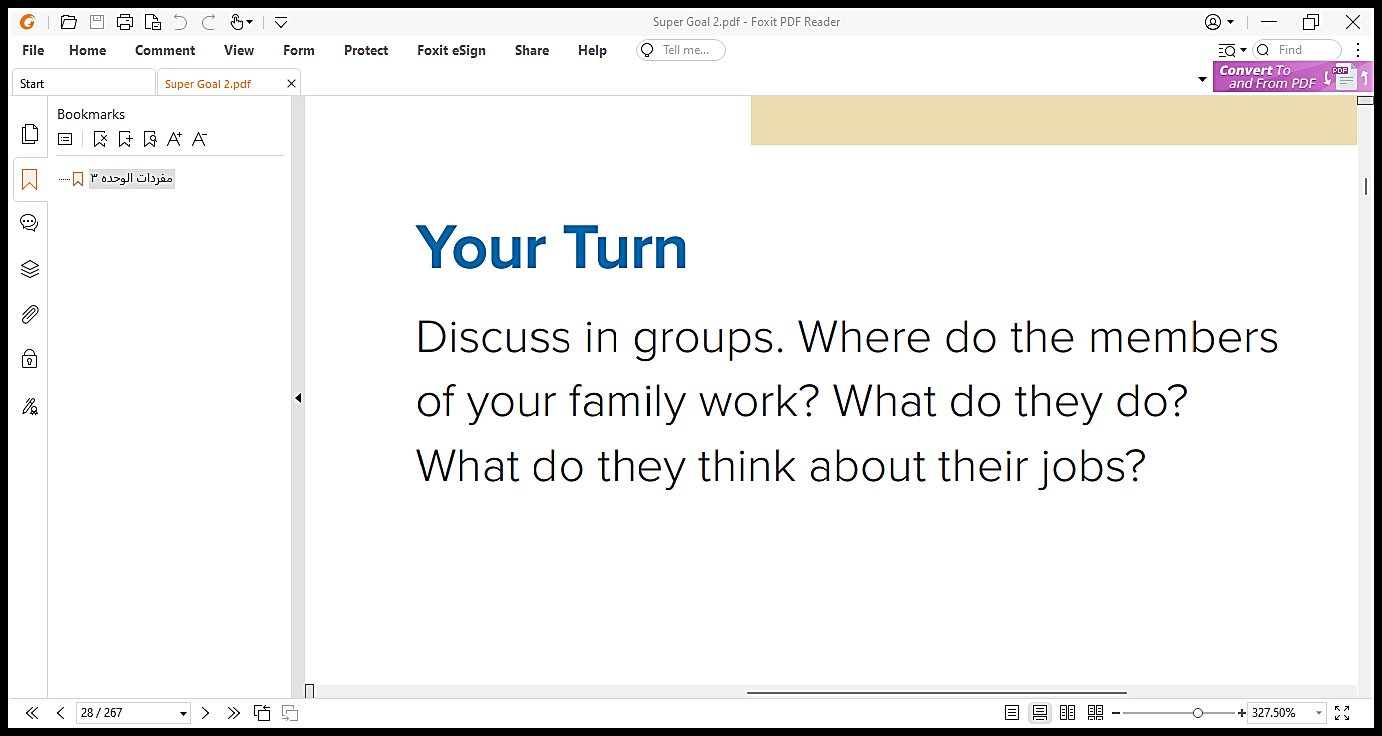 Super Goal 2.pdf - Foxit PDF Reader
File Home Comment View Form Protect Foxit eSign Share Help Tell me... Find
Start Super Goal 2.pdf
Convert To
and From PDF
PDF
Bookmarks
مفردات الوحده ٣
Your Turn
Discuss in groups. Where do the members
of your family work? What do they do?
What do they think about their jobs?
28 / 267 327.50%